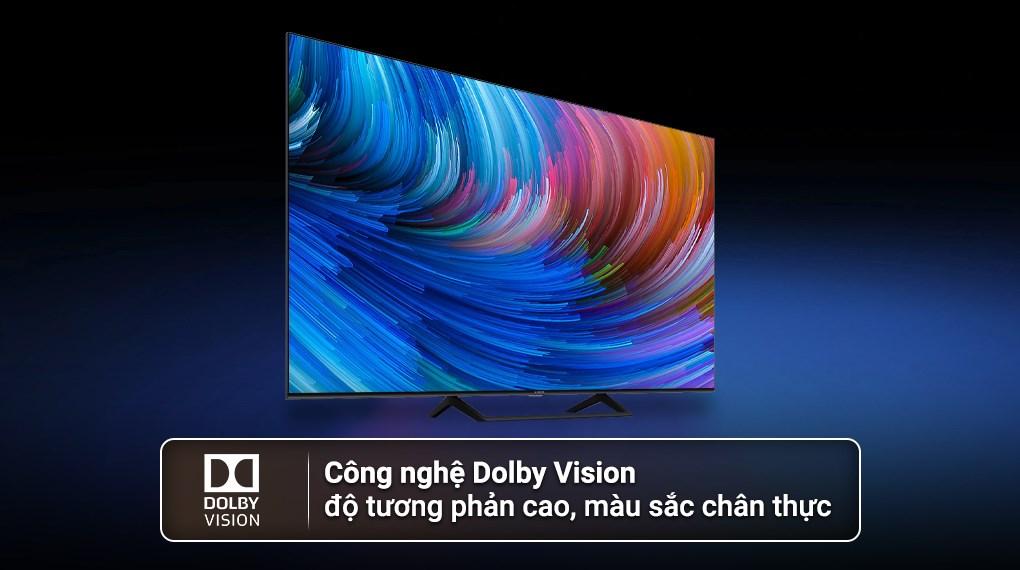 DOLBY
VISION
Công nghệ Dolby Vision
độ tương phản cao, màu sắc chân thực